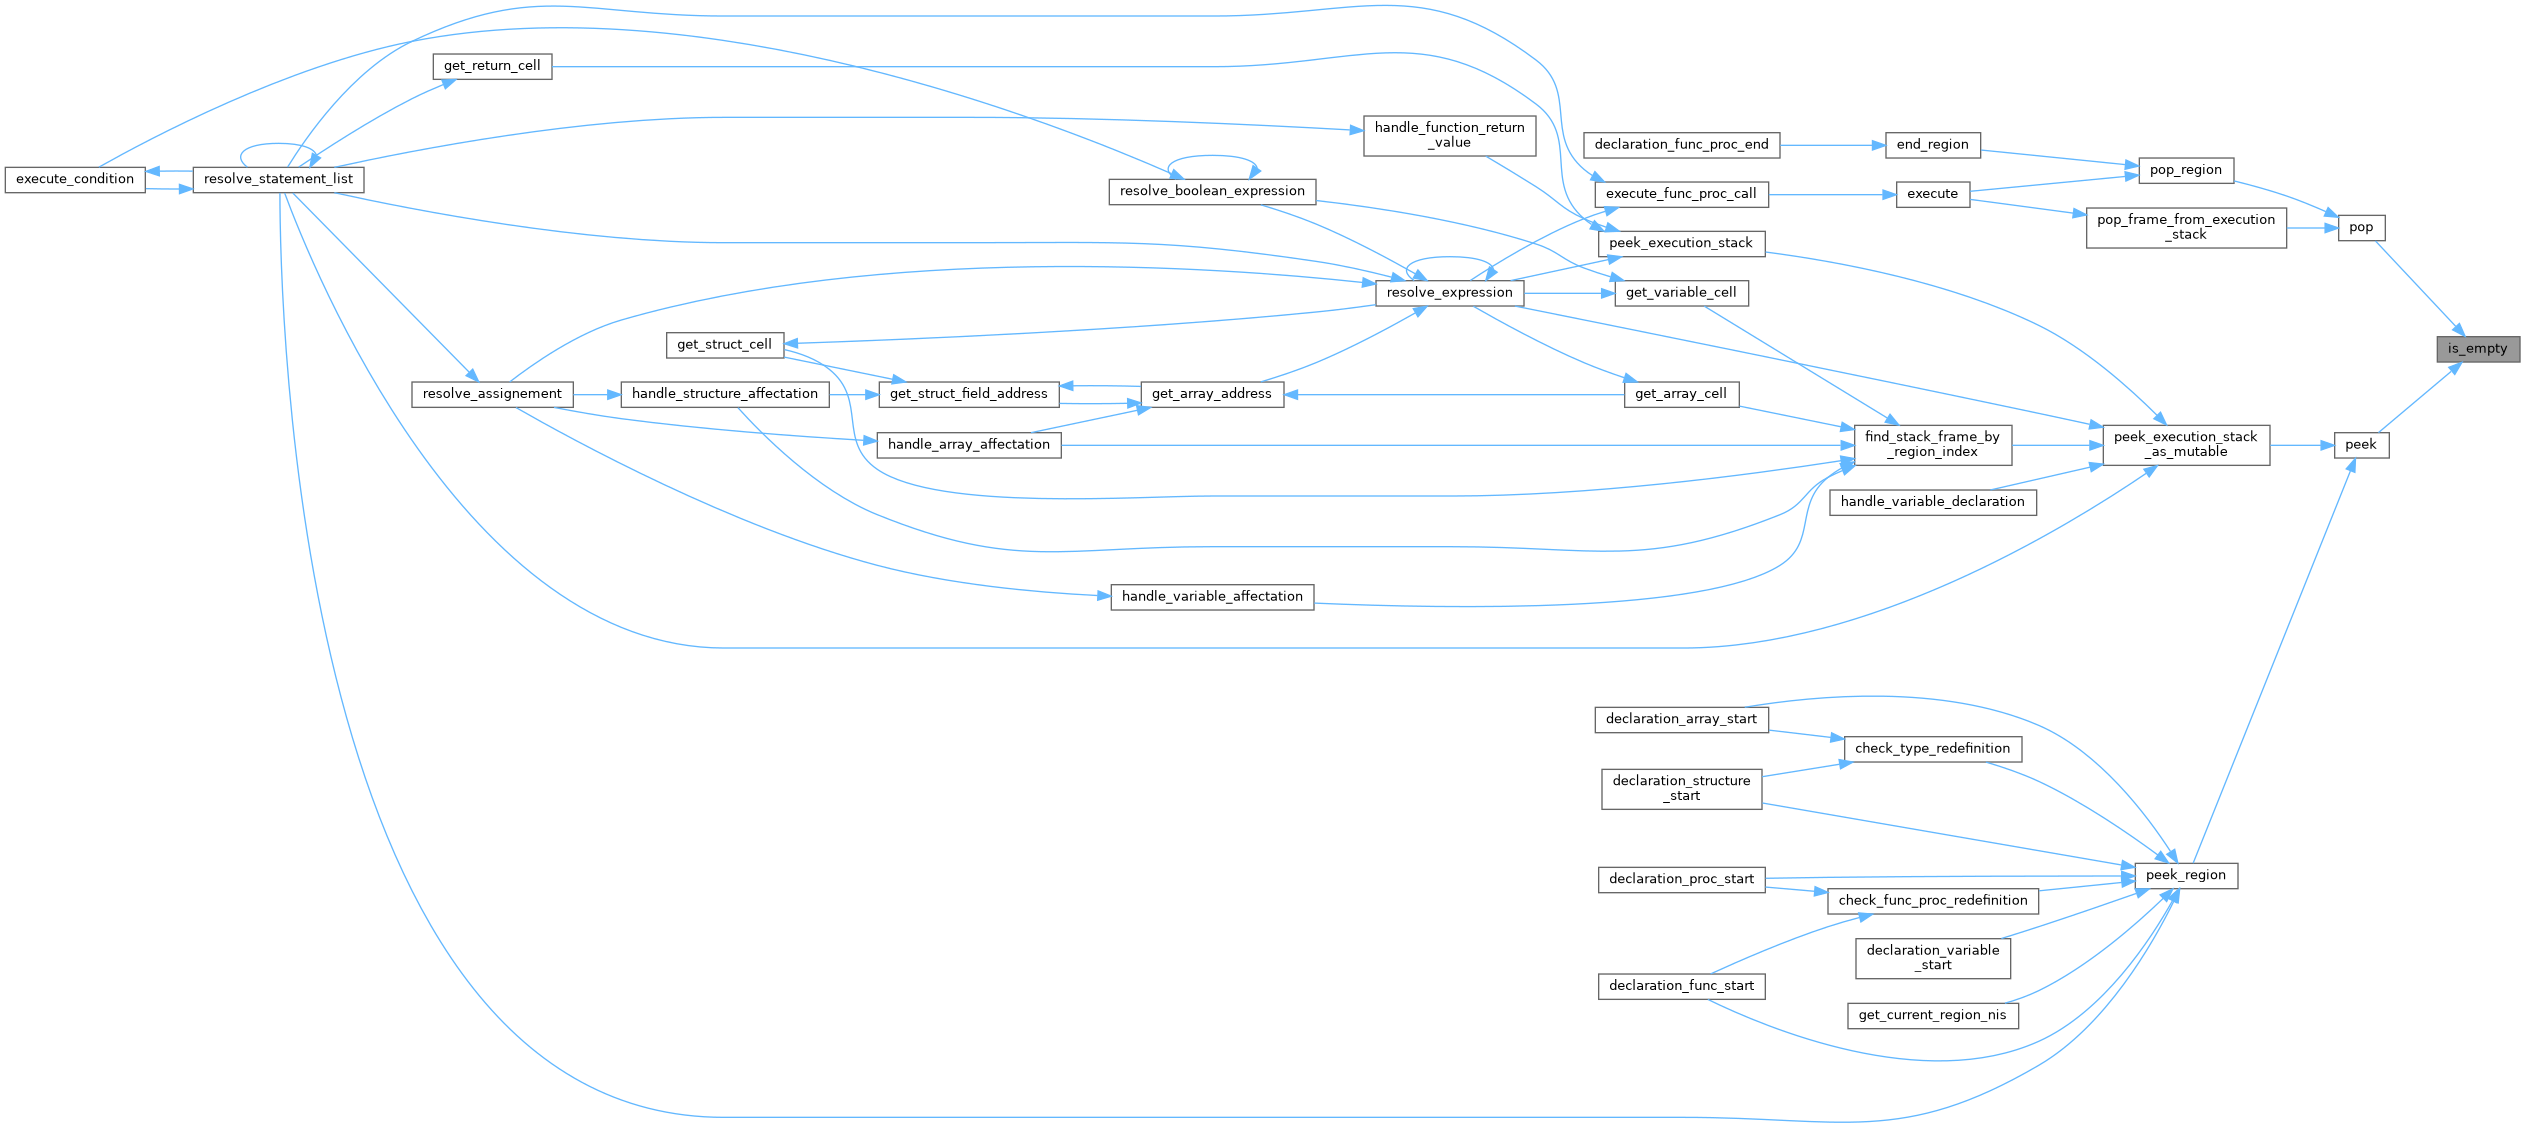 get_return_cell
handle_function_return
_value
declaration_func_proc_end
end_region
pop_region
execute_condition
resolve_statement_list
resolve_boolean_expression
execute_func_proc_call
execute
pop_frame_from_execution
_stack
pop
peek_execution_stack
resolve_expression
get_variable_cell
get_struct_cell
is_empty
resolve_assignement
handle_structure_affectation
get_struct_field_address
get_array_address
get_array_cell
handle_array_affectation
find_stack_frame_by
_region_index
peek_execution_stack
_as_mutable
peek
handle_variable_declaration
handle_variable_affectation
declaration_array_start
check_type_redefinition
declaration_structure
_start
declaration_proc_start
peek_region
check_func_proc_redefinition
declaration_variable
_start
declaration_func_start
get_current_region_nis